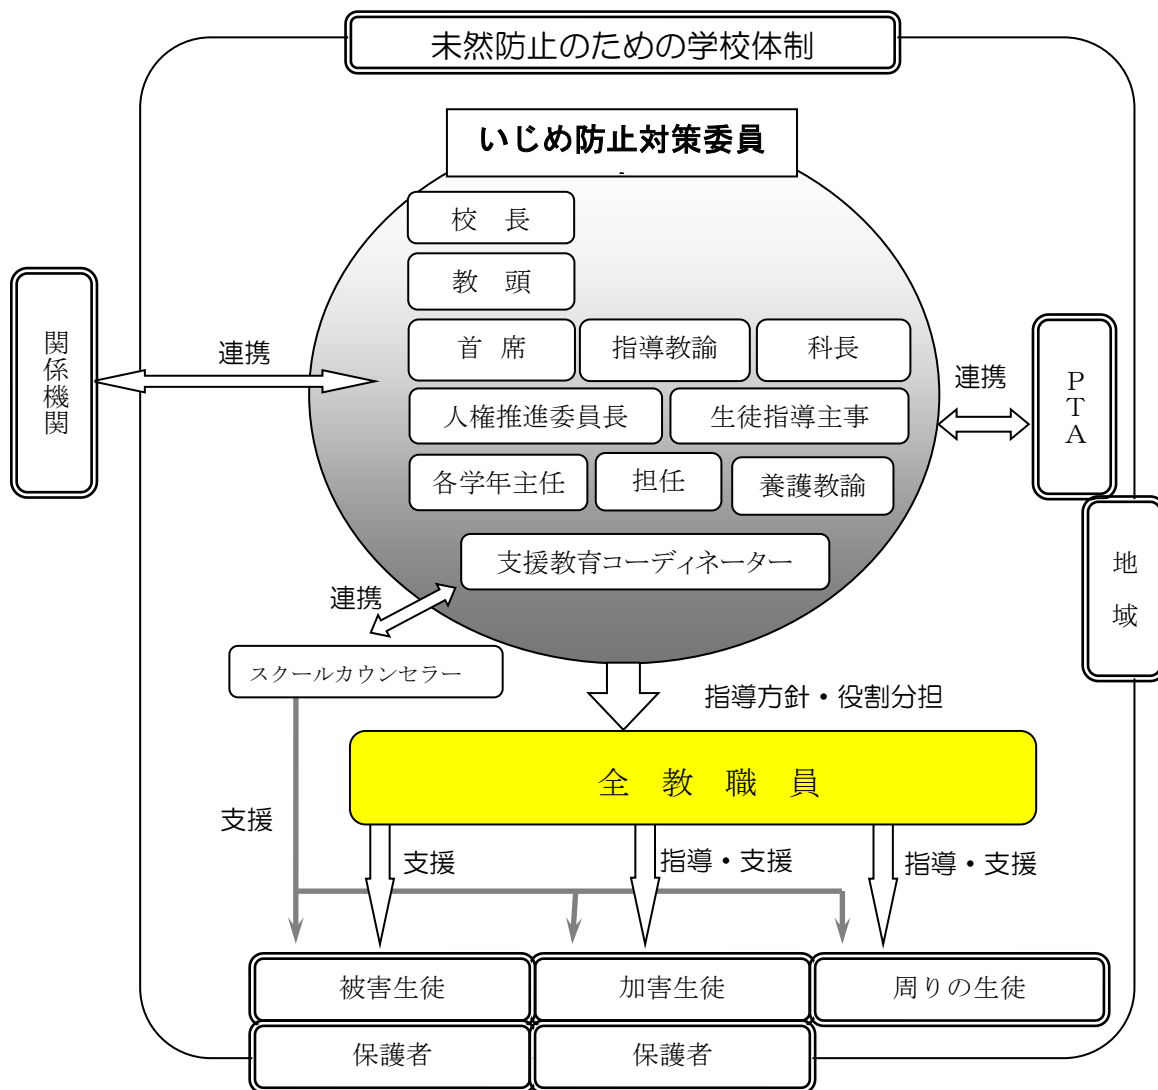 未然防止のための学校体制
いじめ防止対策委員
校　長
教　頭
首 席
指導教諭
科長
人権推進委員長
生徒指導主事
各学年主任
担任
養護教諭
支援教育コーディネーター
関係機関
連携
連携
PTA
地域
連携
スクールカウンセラー
指導方針・役割分担
全　教　職　員
支援
支援
指導・支援
指導・支援
被害生徒
加害生徒
周りの生徒
保護者
保護者